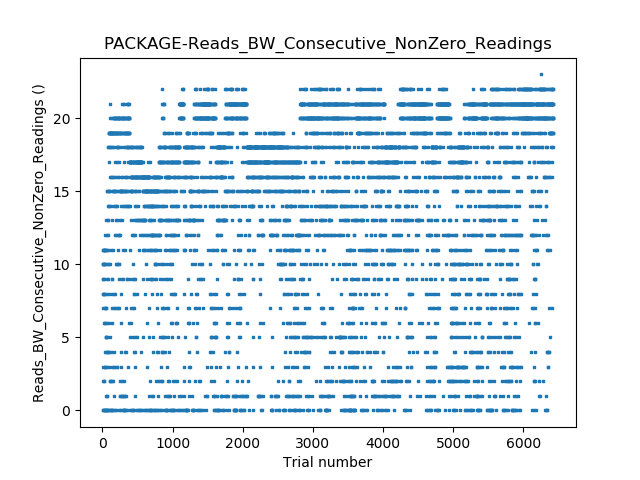 PACKAGE-Reads_BW_Consecutive_NonZero_Readings
Reads_BW_Consecutive_NonZero_Readings ()
20
15
10
5
0
0 1000 2000 3000 4000 5000 6000
Trial number